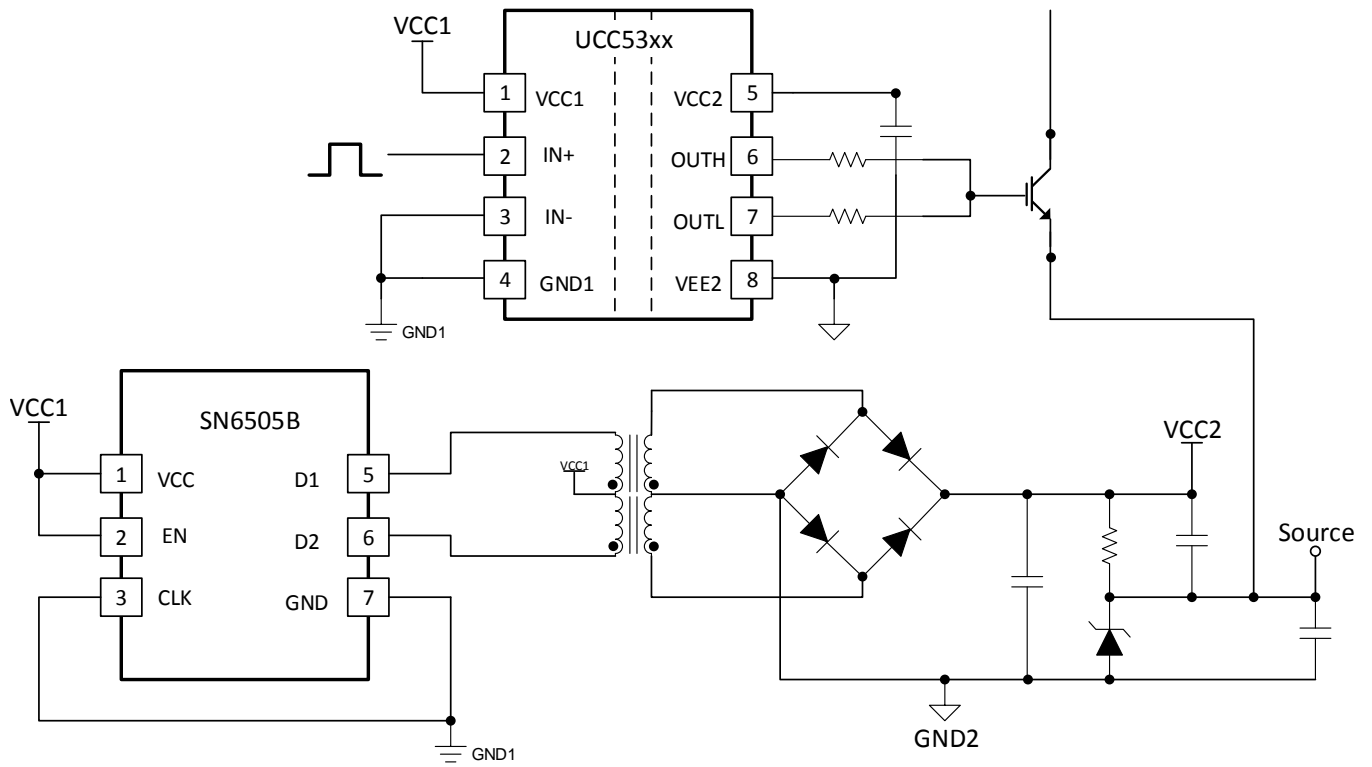 UCC53xx
VCC1
1 VCC1 VCC2 5
2 IN+ OUTH 6
3 IN- OUTL 7
4 GND1 VEE2 8
GND1
SN6505B
VCC1
1 VCC D1 5
2 EN D2 6
3 CLK GND 7
GND1
VCC1
VCC2
Source
GND2